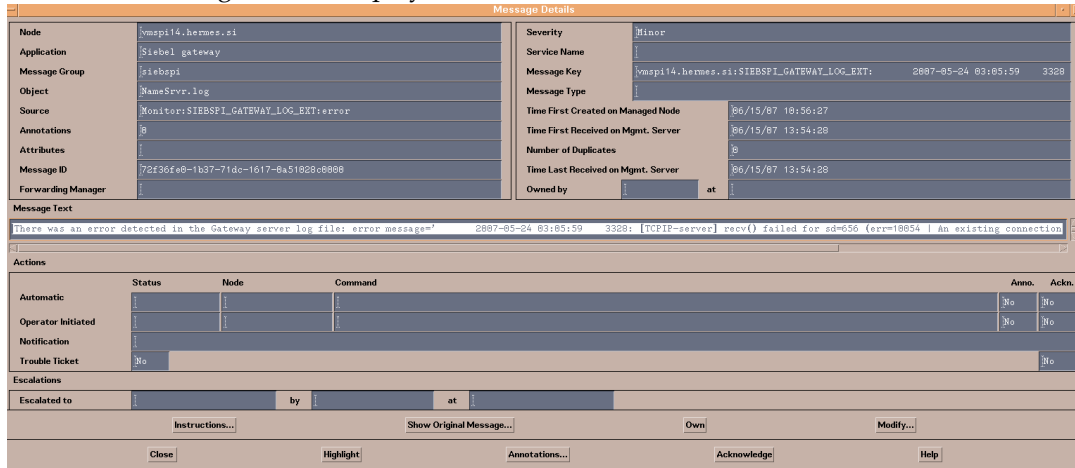 Message Details
Node vmspi14.hermes.si
Application Siebel gateway
Message Group siebspi
Object NameSrvr.log
Source Monitor:SIEBSPI_GATEWAY_LOG_EXT:error
Annotations 0
Attributes
Message ID 72f36fe0-1b37-71dc-1617-0a51028c0000
Forwarding Manager
Severity Minor
Service Name
Message Key vmspi14.hermes.si:SIEBSPI_GATEWAY_LOG_EXT: 2007-05-24 03:05:59 3328
Message Type
Time First Created on Managed Node 06/15/07 10:56:27
Time First Received on Mgmt. Server 06/15/07 13:54:28
Number of Duplicates 0
Time Last Received on Mgmt. Server 06/15/07 13:54:28
Owned by at
Message Text
There was an error detected in the Gateway server log file: error message=' 2007-05-24 03:05:59 3328: [TCPIP-server] recv() failed for sd=656 (err=10054 | An existing connection
Actions
Status Node Command Anno. Ackn.
Automatic No No
Operator Initiated No No
Notification
Trouble Ticket No No
Escalations
Escalated to by at
Instructions... Show Original Message... Own Modify...
Close Highlight Annotations... Acknowledge Help